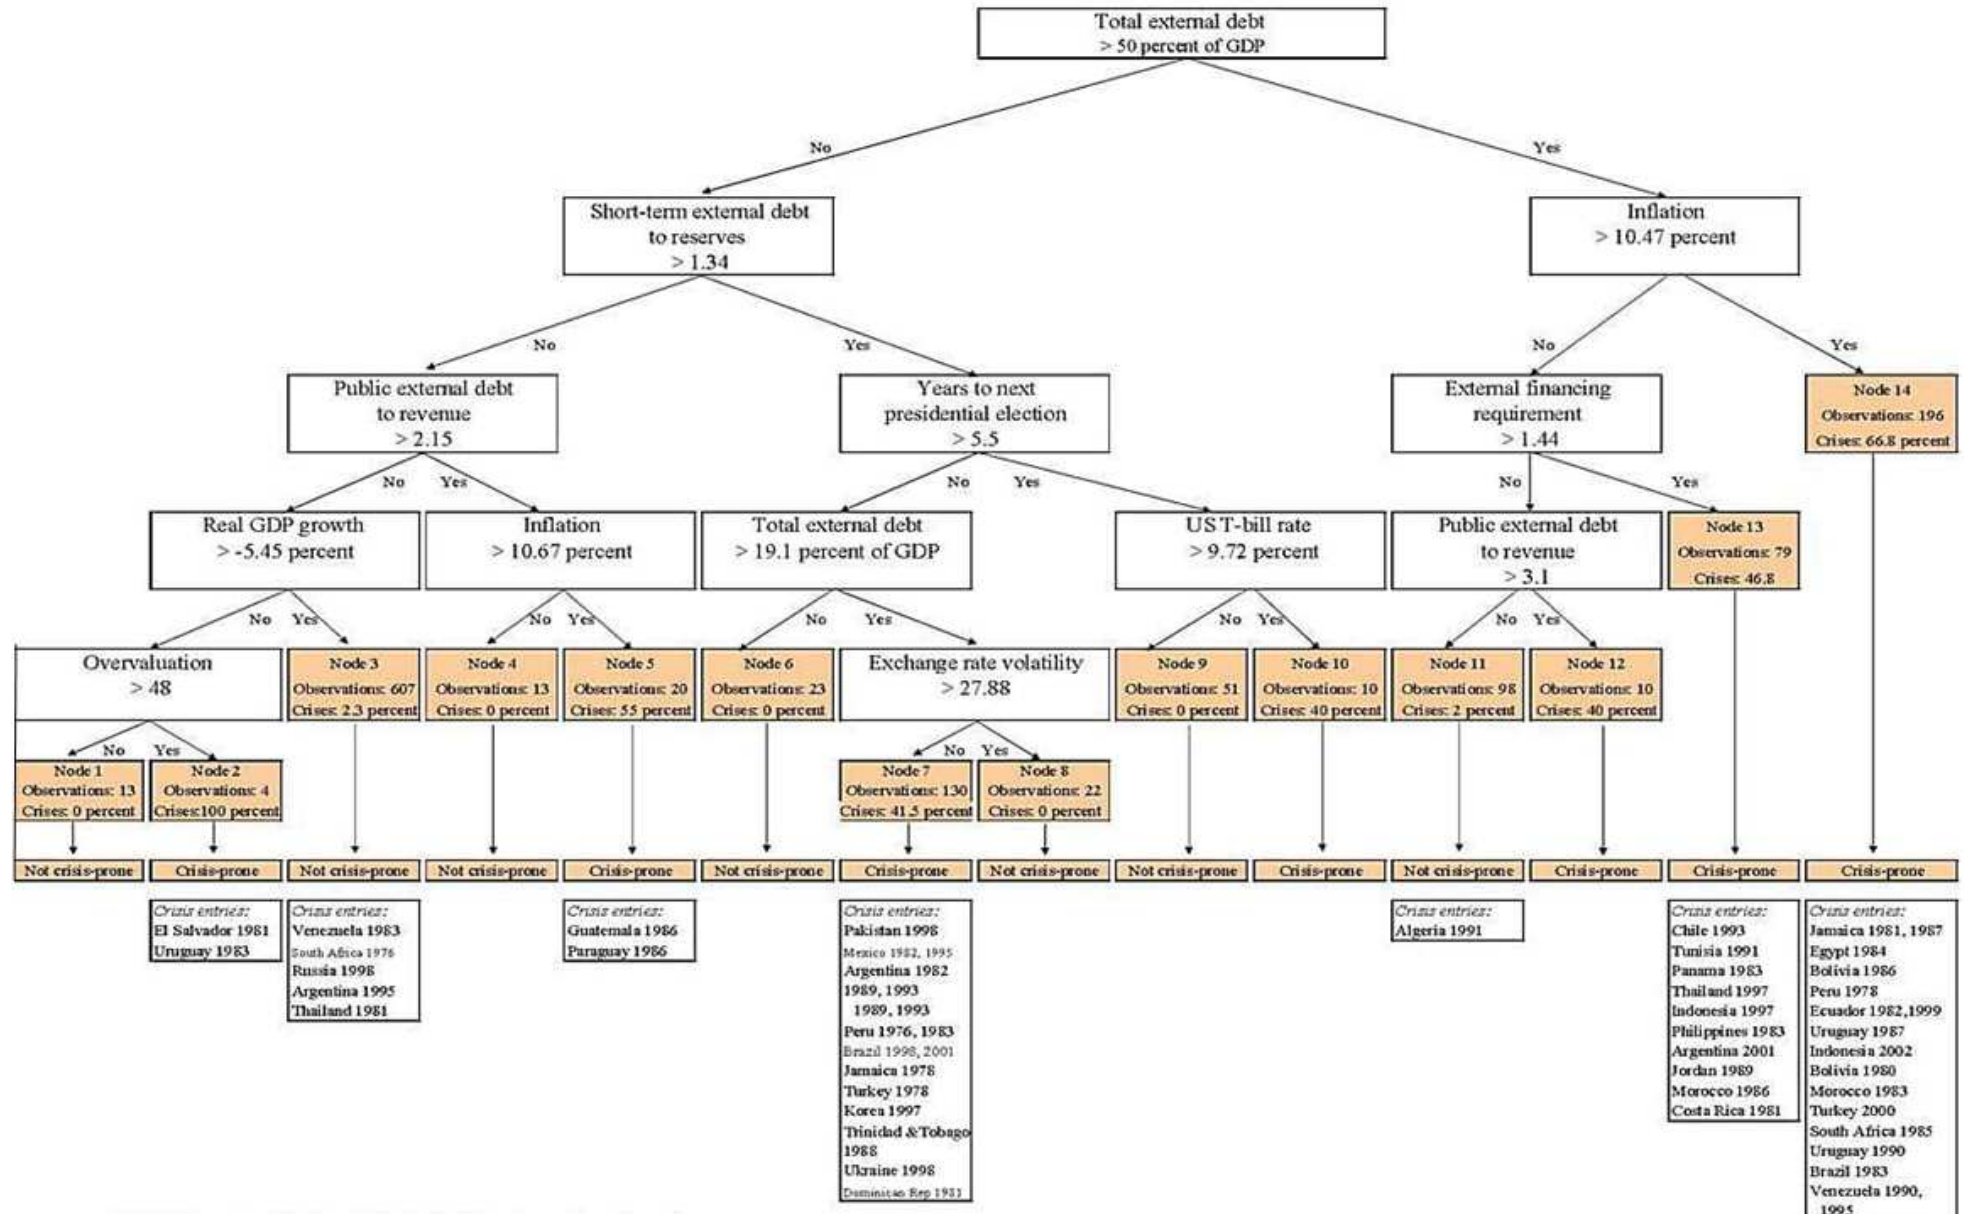 Total external debt
> 50 percent of GDP
No
Yes
Short-term external debt
to reserves
> 1.34
Inflation
> 10.47 percent
No
Yes
No
Yes
Public external debt
to revenue
> 2.15
Years to next
presidential election
> 5.5
External financing
requirement
> 1.44
Node 14
Observations: 196
Crises: 66.8 percent
No
Yes
No
Yes
No
Yes
Real GDP growth
> -5.45 percent
Inflation
> 10.67 percent
Total external debt
> 19.1 percent of GDP
US T-bill rate
> 9.72 percent
Public external debt
to revenue
> 3.1
Node 13
Observations: 79
Crises: 46.8
No
Yes
No
Yes
No
Yes
No
Yes
No
Yes
Overvaluation
> 48
Node 3
Observations: 607
Crises: 2.3 percent
Node 4
Observations: 13
Crises: 0 percent
Node 5
Observations: 20
Crises: 55 percent
Node 6
Observations: 23
Crises: 0 percent
Exchange rate volatility
> 27.88
Node 9
Observations: 51
Crises: 0 percent
Node 10
Observations: 10
Crises: 40 percent
Node 11
Observations: 98
Crises: 2 percent
Node 12
Observations: 10
Crises: 40 percent
No
Yes
No
Yes
Node 1
Observations: 13
Crises: 0 percent
Node 2
Observations: 4
Crises:100 percent
Node 7
Observations: 130
Crises: 41.5 percent
Node 8
Observations: 22
Crises: 0 percent
Not crisis-prone
Crisis-prone
Not crisis-prone
Not crisis-prone
Crisis-prone
Not crisis-prone
Crisis-prone
Not crisis-prone
Not crisis-prone
Crisis-prone
Not crisis-prone
Crisis-prone
Crisis-prone
Crisis-prone
Crisis entries:
El Salvador 1981
Uruguay 1983
Crisis entries:
Venezuela 1983
South Africa 1976
Russia 1998
Argentina 1995
Thailand 1981
Crisis entries:
Guatemala 1986
Paraguay 1986
Crisis entries:
Pakistan 1998
Mexico 1982, 1995
Argentina 1982
1989, 1993
1989, 1993
Peru 1976, 1983
Brazil 1998, 2001
Jamaica 1978
Turkey 1978
Korea 1997
Trinidad &Tobago
1988
Ukraine 1998
Dominican Rep 1981
Crisis entries:
Algeria 1991
Crisis entries:
Chile 1993
Tunisia 1991
Panama 1983
Thailand 1997
Indonesia 1997
Philippines 1983
Argentina 2001
Jordan 1989
Morocco 1986
Costa Rica 1981
Crisis entries:
Jamaica 1981, 1987
Egypt 1984
Bolivia 1986
Peru 1978
Ecuador 1982,1999
Uruguay 1987
Indonesia 2002
Bolivia 1980
Morocco 1983
Turkey 2000
South Africa 1985
Uruguay 1990
Brazil 1983
Venezuela 1990,
1995